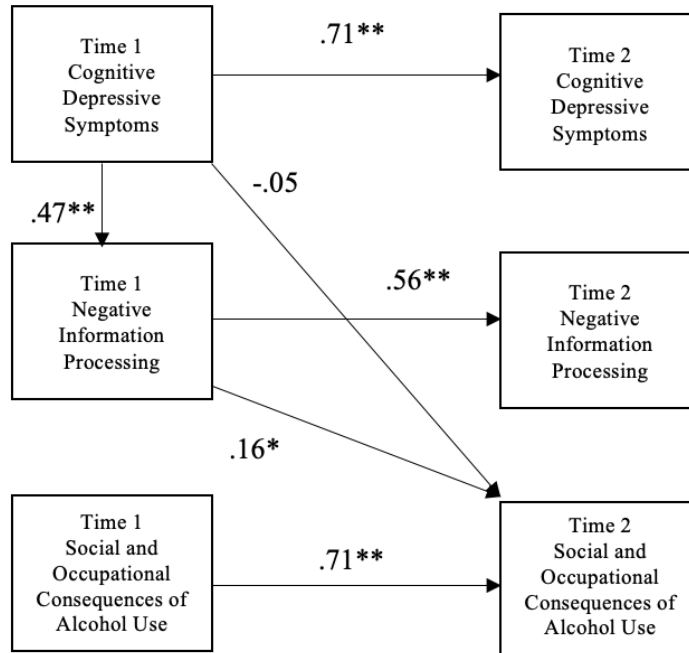 Time 1
Cognitive
Depressive
Symptoms
.71**
Time 2
Cognitive
Depressive
Symptoms
-.05
.47**
Time 1
Negative
Information
Processing
.56**
Time 2
Negative
Information
Processing
.16*
Time 1
Social and
Occupational
Consequences of
Alcohol Use
.71**
Time 2
Social and
Occupational
Consequences of
Alcohol Use